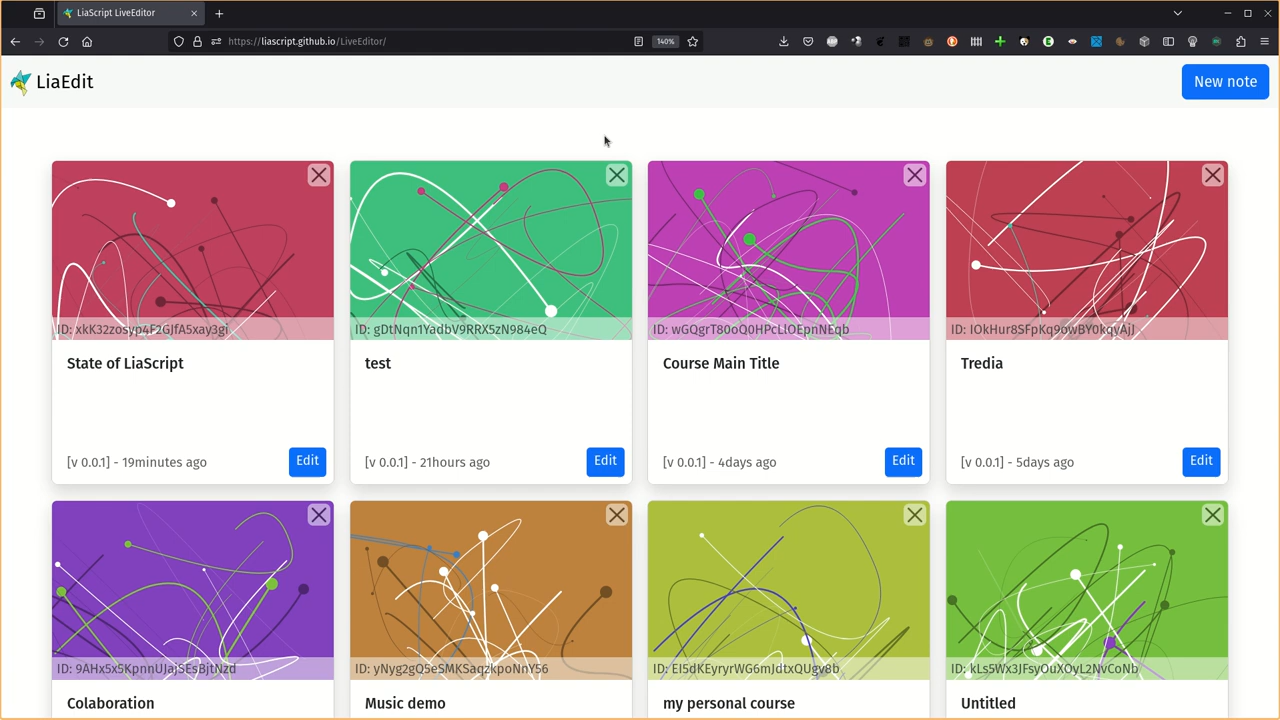 LiaScript LiveEditor
https://liascript.github.io/LiveEditor/
140%
LiaEdit
New note
ID: xkK32zosyp4F2GJfA5xay3gi
ID: gDtNqn1YadbV9RRX5zN984eQ
ID: wGQgrT80oQ0HPcLlOEpnNEqb
ID: IOkHur8SFpKq9owBY0kqvAjJ
State of LiaScript
test
Course Main Title
Tredia
[v 0.0.1] - 19minutes ago
Edit
[v 0.0.1] - 21hours ago
Edit
[v 0.0.1] - 4days ago
Edit
[v 0.0.1] - 5days ago
Edit
ID: 9AHx5x5KpnnUJajSEsBjtNzd
ID: yNyg2gQ5eSMKSaqzkpoNnY56
ID: EI5dKEyryrWG6mJdtxQUgv8b
ID: kLs5Wx3JFsyOuXOyL2NvCoNb
Colaboration
Music demo
my personal course
Untitled